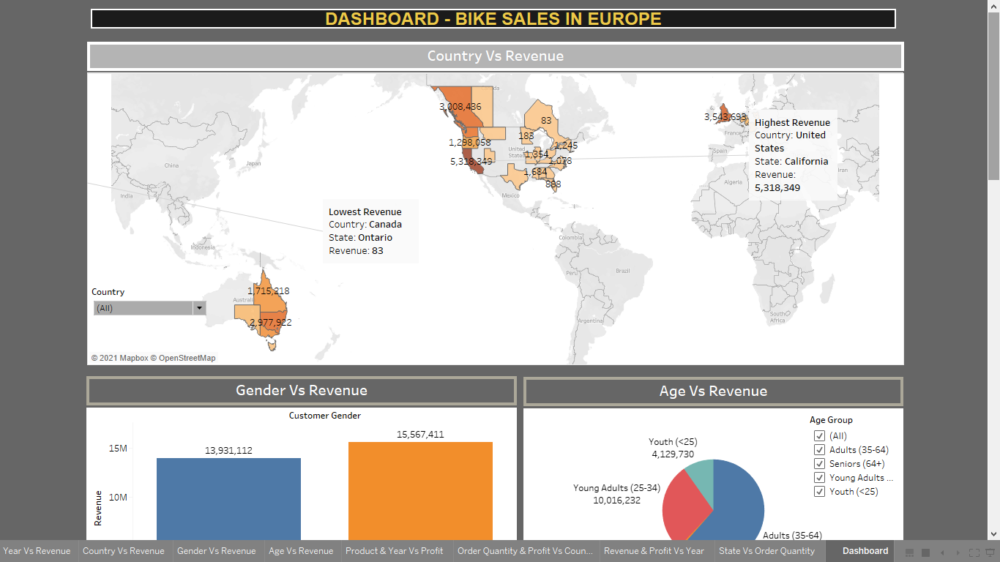 DASHBOARD - BIKE SALES IN EUROPE
Country Vs Revenue
3,008,436
83
183
1,298,058
1,245
5,318,349
1,354
1,078
1,684
808
3,543,693
Canada
United
States
Mexico
China
Japan
India
Indonesia
Colombia
Peru
Brazil
Argentina
France
Spain
Algeria
Iran
South
Africa
Highest Revenue
Country: United
States
State: California
Revenue:
5,318,349
Lowest Revenue
Country: Canada
State: Ontario
Revenue: 83
1,715,218
Australi
2,977,922
Country
(All)
© 2021 Mapbox © OpenStreetMap
Gender Vs Revenue
Customer Gender
15M
10M
Revenue
13,931,112
15,567,411
Age Vs Revenue
Youth (<25)
4,129,730
Young Adults (25-34)
10,016,232
Adults (35-64)
Age Group
(All)
Adults (35-64)
Seniors (64+)
Young Adults ...
Youth (<25)
Year Vs Revenue
Country Vs Revenue
Gender Vs Revenue
Age Vs Revenue
Product & Year Vs Profit
Order Quantity & Profit Vs Coun...
Revenue & Profit Vs Year
State Vs Order Quantity
Dashboard